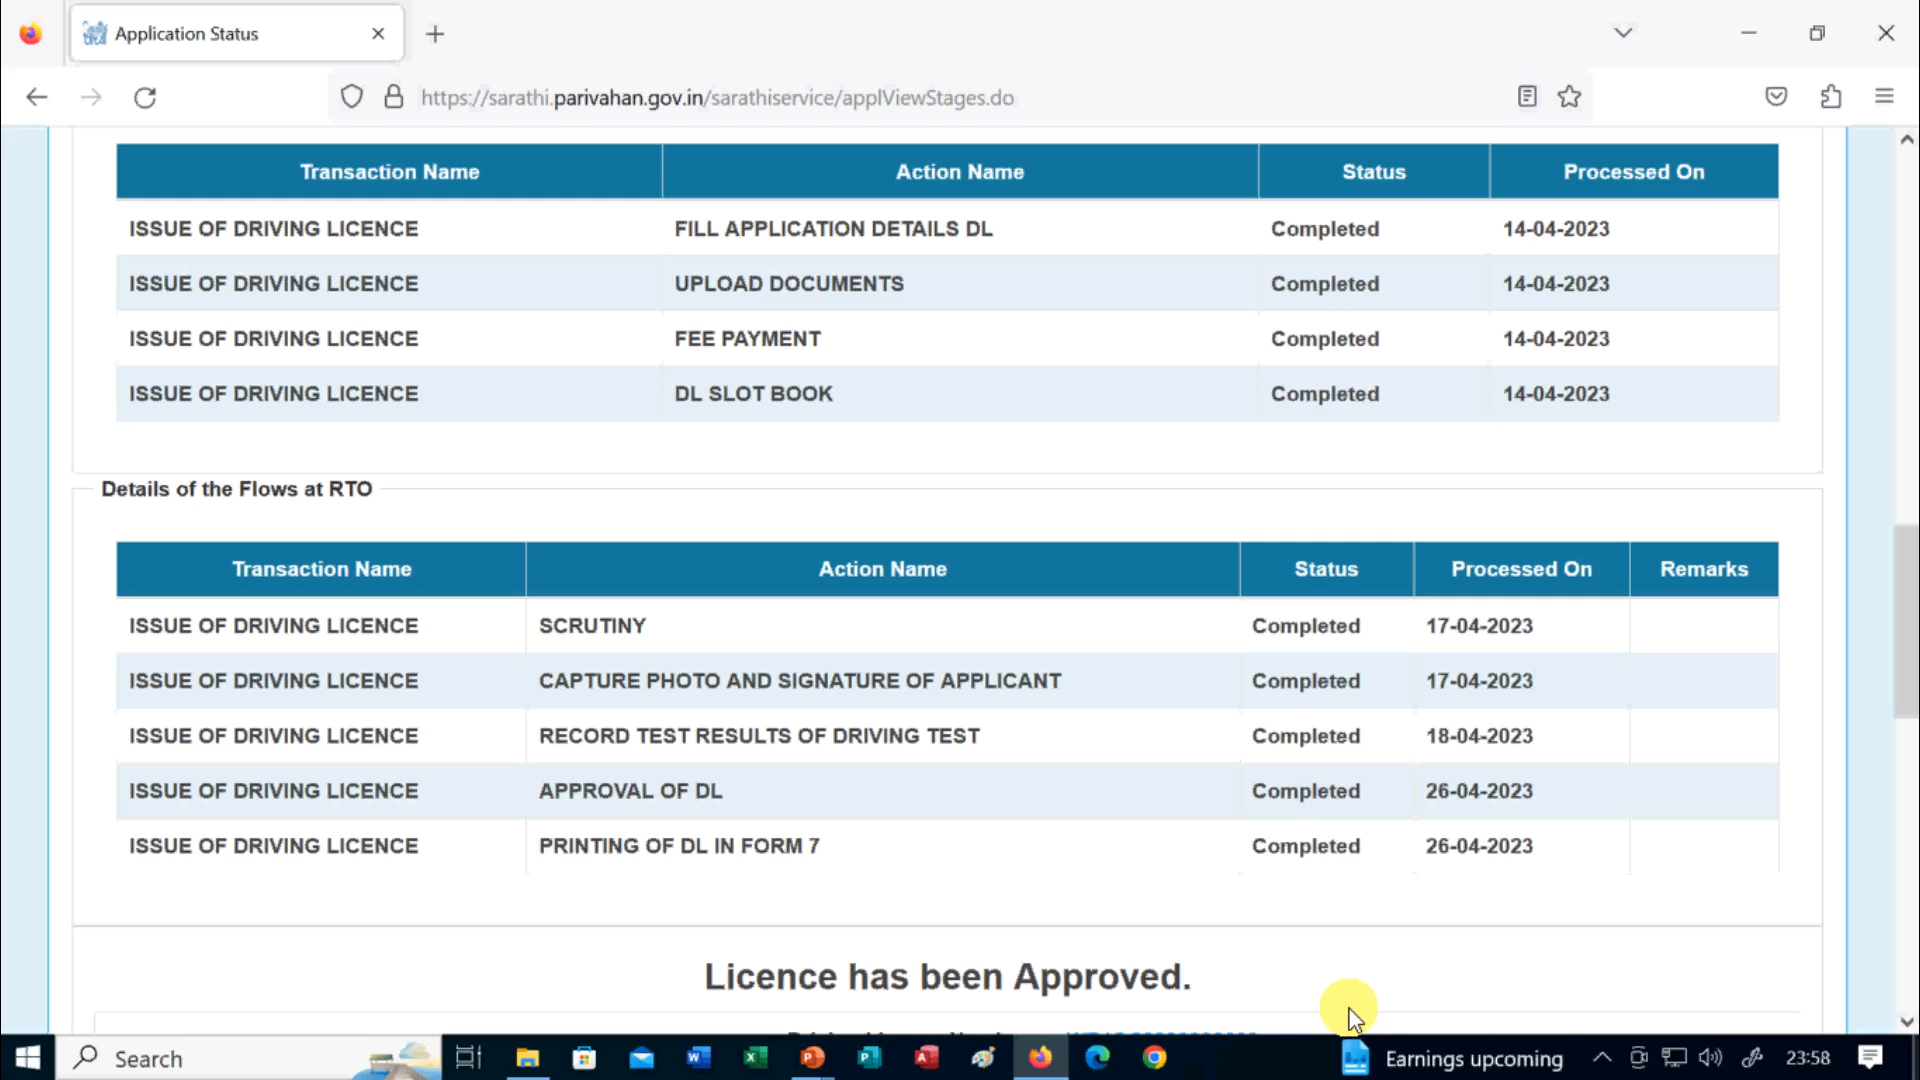 Application Status
https://sarathi.parivahan.gov.in/sarathiservice/applViewStages.do
Transaction Name Action Name Status Processed On
ISSUE OF DRIVING LICENCE FILL APPLICATION DETAILS DL Completed 14-04-2023
ISSUE OF DRIVING LICENCE UPLOAD DOCUMENTS Completed 14-04-2023
ISSUE OF DRIVING LICENCE FEE PAYMENT Completed 14-04-2023
ISSUE OF DRIVING LICENCE DL SLOT BOOK Completed 14-04-2023
Details of the Flows at RTO
Transaction Name Action Name Status Processed On Remarks
ISSUE OF DRIVING LICENCE SCRUTINY Completed 17-04-2023
ISSUE OF DRIVING LICENCE CAPTURE PHOTO AND SIGNATURE OF APPLICANT Completed 17-04-2023
ISSUE OF DRIVING LICENCE RECORD TEST RESULTS OF DRIVING TEST Completed 18-04-2023
ISSUE OF DRIVING LICENCE APPROVAL OF DL Completed 26-04-2023
ISSUE OF DRIVING LICENCE PRINTING OF DL IN FORM 7 Completed 26-04-2023
Licence has been Approved.
Search Earnings upcoming 23:58